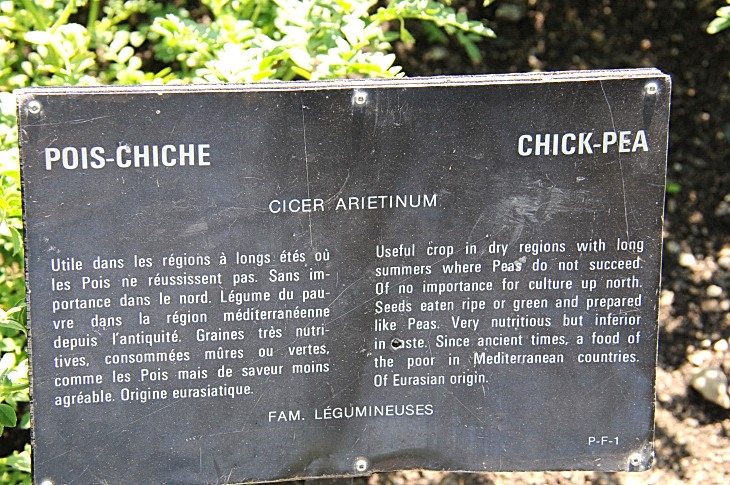 POIS-CHICHE
CHICK-PEA
CICER ARIETINUM
Utile dans les régions à longs étés où
les Pois ne réussissent pas. Sans im-
portance dans le nord. Légume du pau-
vre dans la région méditerranéenne
depuis l'antiquité. Graines très nutri-
tives, consommées mûres ou vertes,
comme les Pois mais de saveur moins
agréable. Origine eurasiatique.
Useful crop in dry regions with long
summers where Peas do not succeed.
Of no importance for culture up north.
Seeds eaten ripe or green and prepared
like Peas. Very nutritious but inferior
in taste. Since ancient times, a food of
the poor in Mediterranean countries.
Of Eurasian origin.
FAM. LÉGUMINEUSES
P-F-1